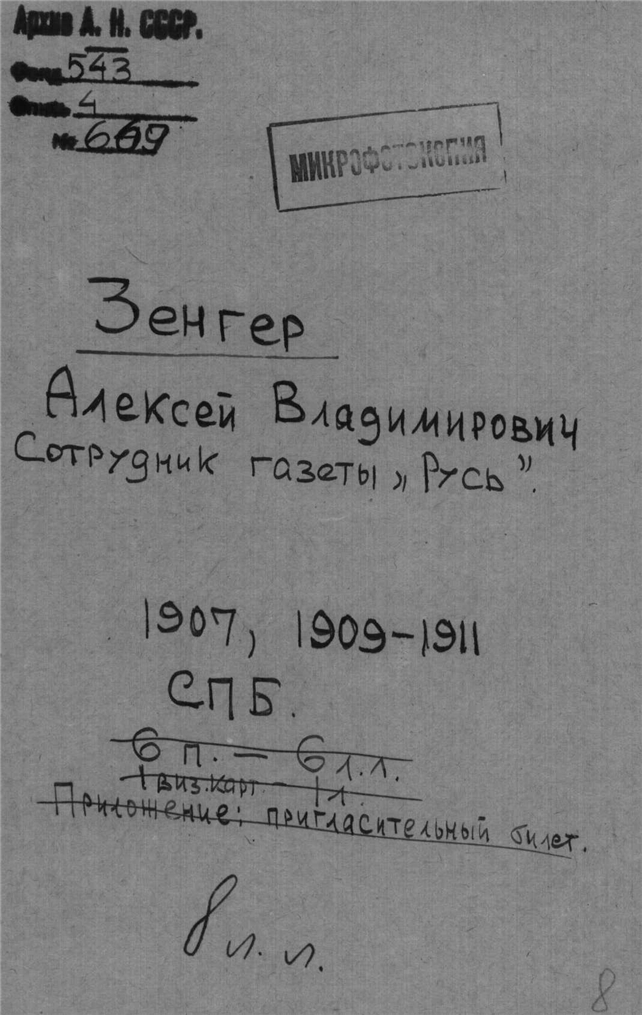 Архив А. Н. СССР.
Фонд 543
Опись 4
№ 669
МИКРОФОТОКОПИЯ
Зенгер
Алексей Владимирович
Сотрудник газеты „Русь”.
1907, 1909–1911
СПБ.
6 п. – 6 л.л.
1 виз. карт – 1 л.
Приложение: пригласительный билет.
8 л. л.
8